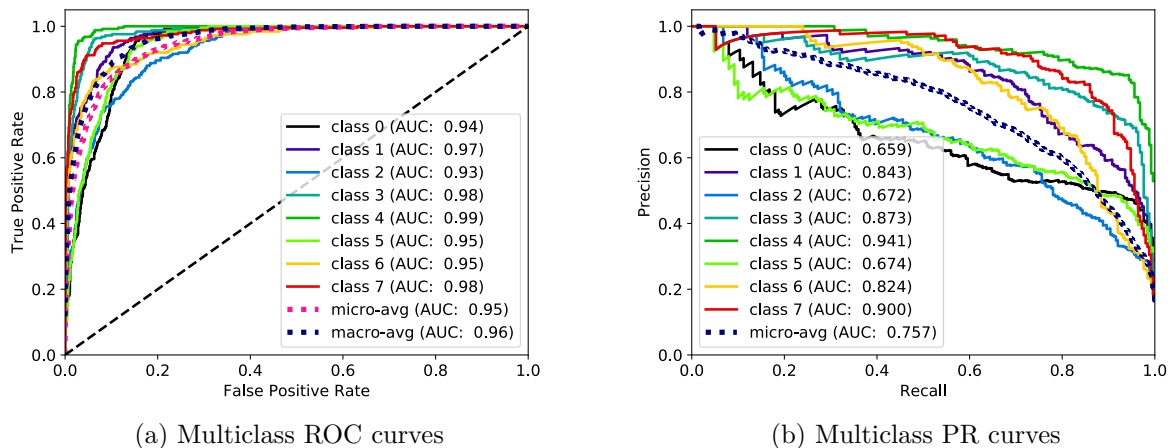 1.0
0.8
0.6
0.4
0.2
0.0
True Positive Rate
class 0 (AUC: 0.94)
class 1 (AUC: 0.97)
class 2 (AUC: 0.93)
class 3 (AUC: 0.98)
class 4 (AUC: 0.99)
class 5 (AUC: 0.95)
class 6 (AUC: 0.95)
class 7 (AUC: 0.98)
micro-avg (AUC: 0.95)
macro-avg (AUC: 0.96)
0.0 0.2 0.4 0.6 0.8 1.0
False Positive Rate
(a) Multiclass ROC curves
1.0
0.8
0.6
0.4
0.2
0.0
Precision
class 0 (AUC: 0.659)
class 1 (AUC: 0.843)
class 2 (AUC: 0.672)
class 3 (AUC: 0.873)
class 4 (AUC: 0.941)
class 5 (AUC: 0.674)
class 6 (AUC: 0.824)
class 7 (AUC: 0.900)
micro-avg (AUC: 0.757)
0.0 0.2 0.4 0.6 0.8 1.0
Recall
(b) Multiclass PR curves